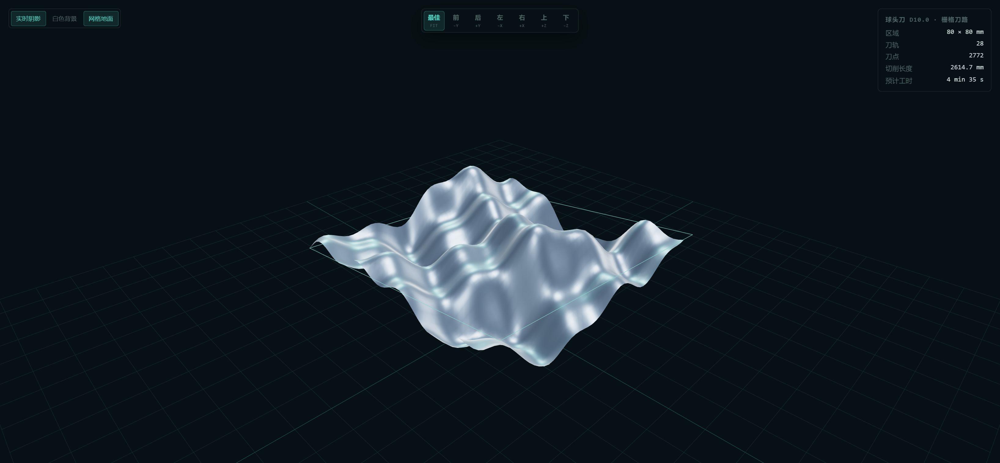 实时阴影 白色背景 网格地面
最佳 前 后 左 右 上 下
FIT -Y +Y -X +X +Z -Z
球头刀 D10.0 · 栅格刀路
区域 80 × 80 mm
刀轨 28
刀点 2772
切削长度 2614.7 mm
预计工时 4 min 35 s